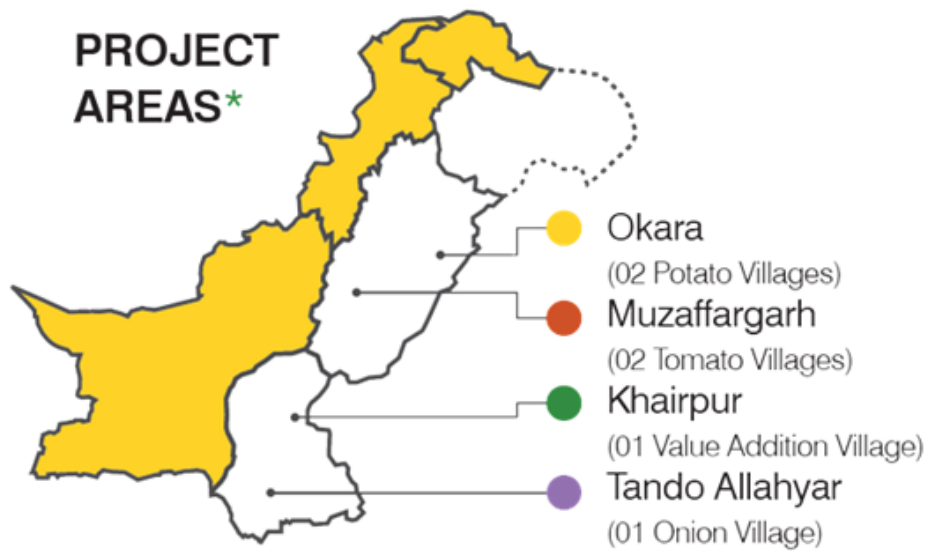 PROJECT
AREAS*
Okara
(02 Potato Villages)
Muzaffargarh
(02 Tomato Villages)
Khairpur
(01 Value Addition Village)
Tando Allahyar
(01 Onion Village)